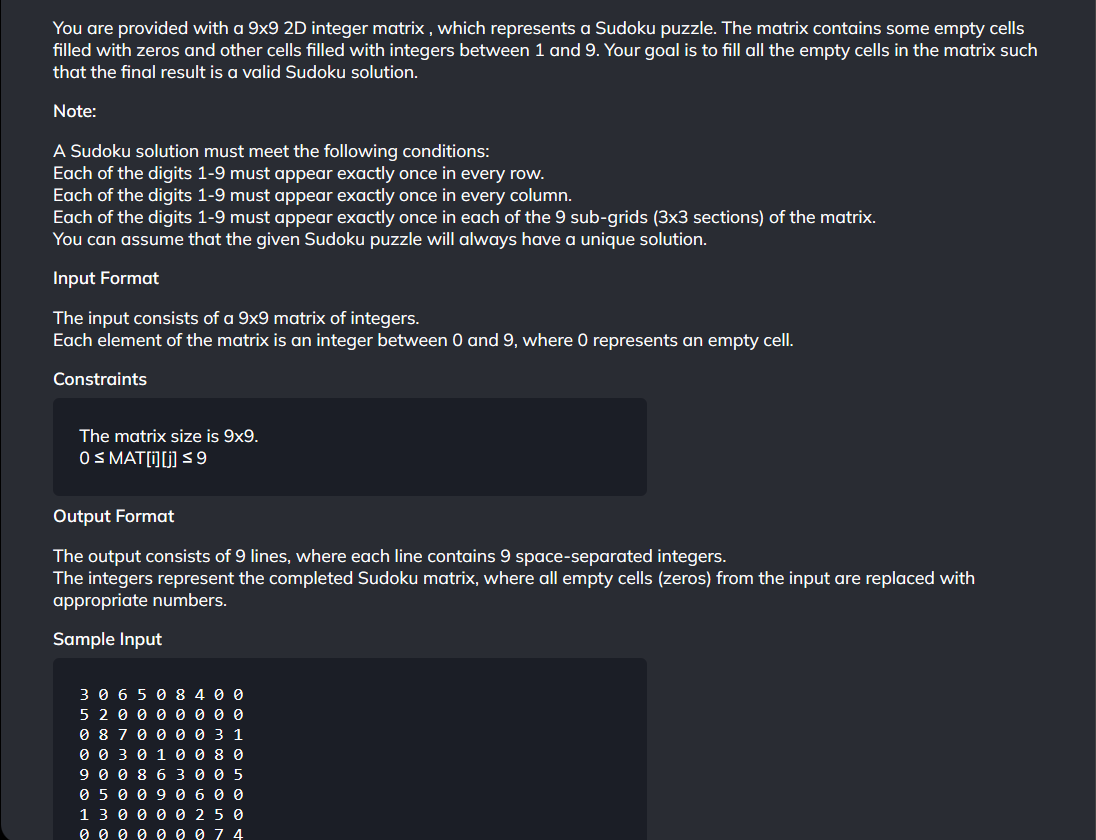 You are provided with a 9x9 2D integer matrix , which represents a Sudoku puzzle. The matrix contains some empty cells
filled with zeros and other cells filled with integers between 1 and 9. Your goal is to fill all the empty cells in the matrix such
that the final result is a valid Sudoku solution.
Note:
A Sudoku solution must meet the following conditions:
Each of the digits 1-9 must appear exactly once in every row.
Each of the digits 1-9 must appear exactly once in every column.
Each of the digits 1-9 must appear exactly once in each of the 9 sub-grids (3x3 sections) of the matrix.
You can assume that the given Sudoku puzzle will always have a unique solution.
Input Format
The input consists of a 9x9 matrix of integers.
Each element of the matrix is an integer between 0 and 9, where 0 represents an empty cell.
Constraints
The matrix size is 9x9.
0 ≤ MAT[i][j] ≤ 9
Output Format
The output consists of 9 lines, where each line contains 9 space-separated integers.
The integers represent the completed Sudoku matrix, where all empty cells (zeros) from the input are replaced with
appropriate numbers.
Sample Input
3 0 6 5 0 8 4 0 0
5 2 0 0 0 0 0 0 0
0 8 7 0 0 0 0 3 1
0 0 3 0 1 0 0 8 0
9 0 0 8 6 3 0 0 5
0 5 0 0 9 0 6 0 0
1 3 0 0 0 0 2 5 0
0 0 0 0 0 0 0 7 4